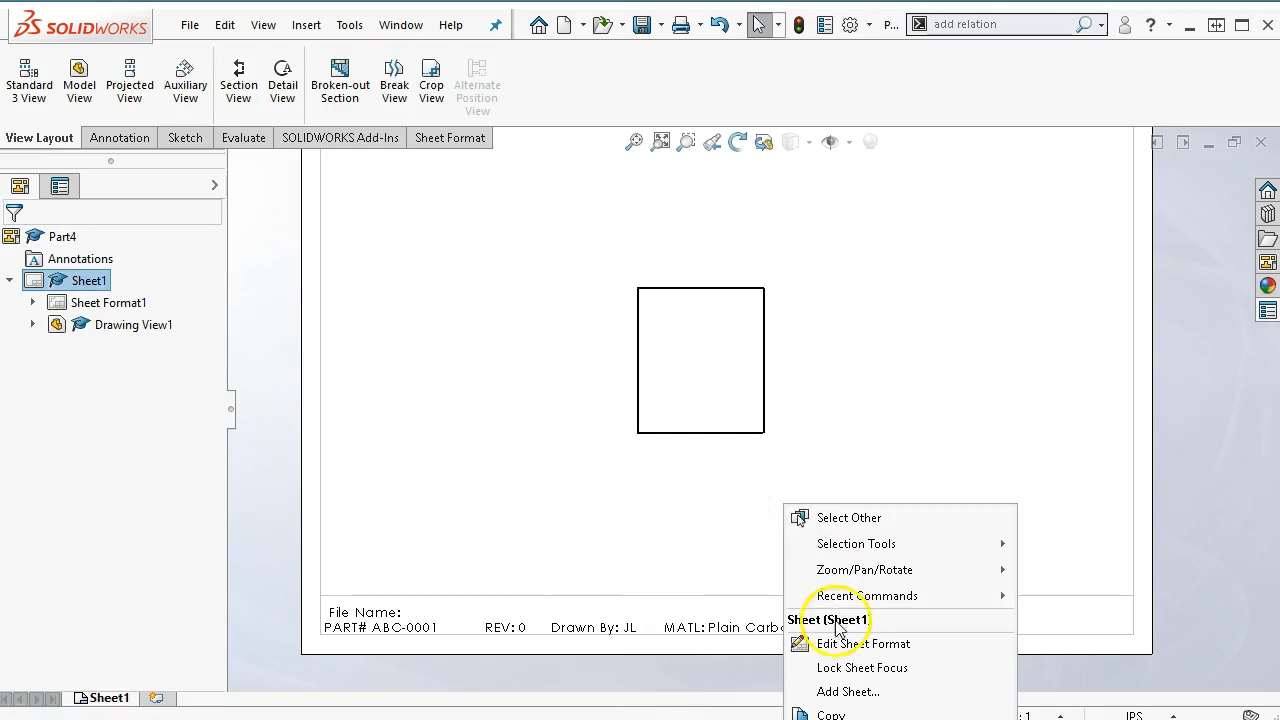 SOLIDWORKS File Edit View Insert Tools Window Help P... add relation ?
Standard 3 View
Model View
Projected View
Auxiliary View
Section View
Detail View
Broken-out Section
Break View
Crop View
Alternate Position View
View Layout Annotation Sketch Evaluate SOLIDWORKS Add-Ins Sheet Format
Part4
Annotations
Sheet1
Sheet Format1
Drawing View1
Select Other
Selection Tools
Zoom/Pan/Rotate
Recent Commands
Sheet (Sheet1)
Edit Sheet Format
Lock Sheet Focus
Add Sheet...
Copy
File Name:
PART# ABC-0001 REV: 0 Drawn By: JL MATL: Plain Carbo
Sheet1
: 1 IPS